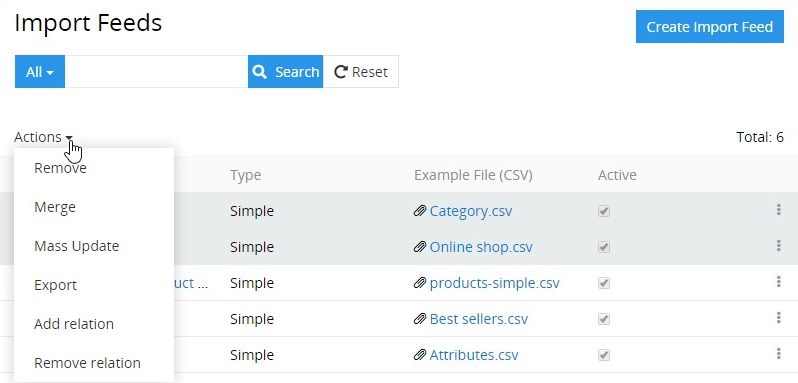 Import Feeds
Create Import Feed
All
Search
Reset
Actions
Total: 6
Remove
Merge
Mass Update
Export
Add relation
Remove relation
Type Example File (CSV) Active
Simple Category.csv
Simple Online shop.csv
uct ... Simple products-simple.csv
Simple Best sellers.csv
Simple Attributes.csv